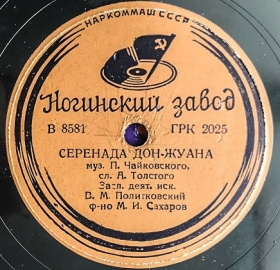 НАРКОММАШ СССР
Ногинский завод
В 8581 ГРК 2025
СЕРЕНАДА ДОН-ЖУАНА
муз. П. Чайковского,
сл. А. Толстого
Засл. деят. иск.
В. М. Политковский
ф-но М. И. Сахаров